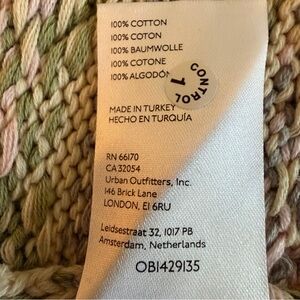 100% COTTON
100% COTON
100% BAUMWOLLE
100% COTONE
100% ALGODÓN
CONTROL
1
MADE IN TURKEY
HECHO EN TURQUÍA
RN 66170
CA 32054
Urban Outfitters, Inc.
146 Brick Lane
LONDON, E1 6RU
Leidsestraat 32, 1017 PB
Amsterdam, Netherlands
OB1429135